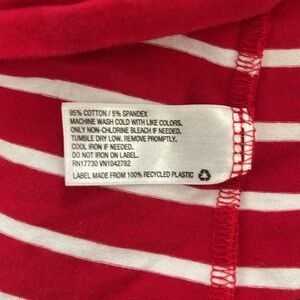 95% COTTON / 5% SPANDEX
MACHINE WASH COLD WITH LIKE COLORS.
ONLY NON-CHLORINE BLEACH IF NEEDED.
TUMBLE DRY LOW. REMOVE PROMPTLY.
COOL IRON IF NEEDED.
DO NOT IRON ON LABEL.
RN17730 VN1042782
LABEL MADE FROM 100% RECYCLED PLASTIC